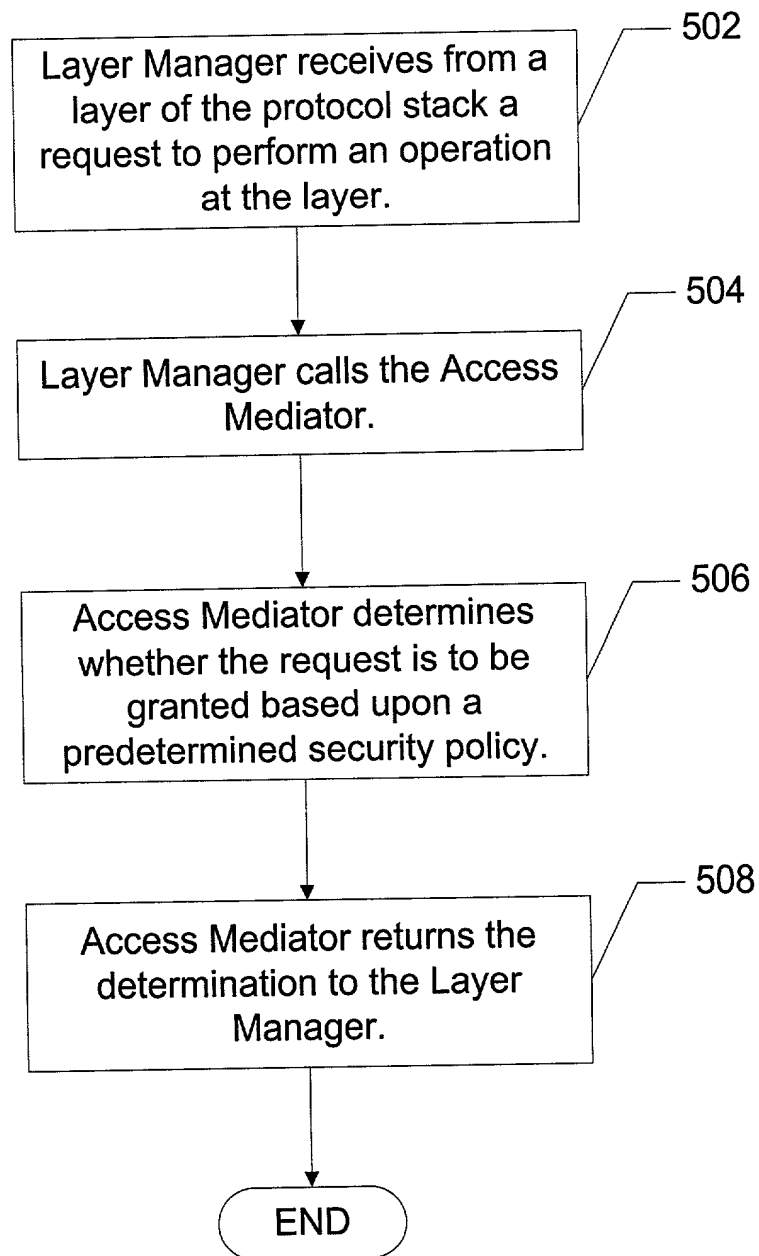 502
Layer Manager receives from a
layer of the protocol stack a
request to perform an operation
at the layer.
504
Layer Manager calls the Access
Mediator.
506
Access Mediator determines
whether the request is to be
granted based upon a
predetermined security policy.
508
Access Mediator returns the
determination to the Layer
Manager.
END